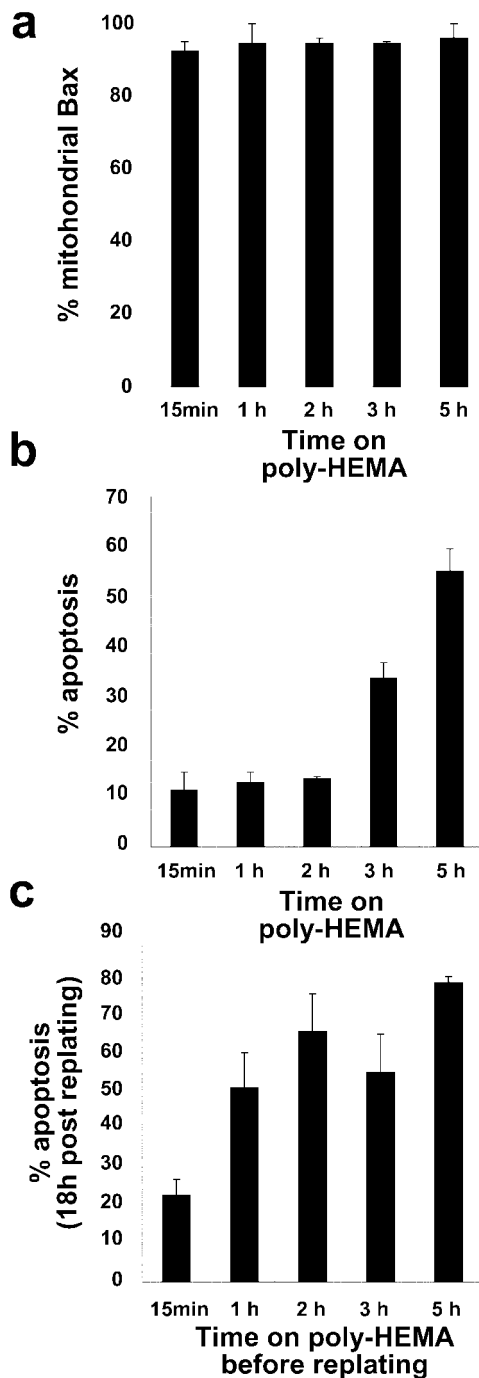 a
% mitohondrial Bax
100
80
60
40
20
0
15min 1 h 2 h 3 h 5 h
Time on
poly-HEMA
b
% apoptosis
70
60
50
40
30
20
10
0
15min 1 h 2 h 3 h 5 h
Time on
poly-HEMA
c
% apoptosis
(18h post replating)
90
80
70
60
50
40
30
20
10
0
15min 1 h 2 h 3 h 5 h
Time on poly-HEMA
before replating